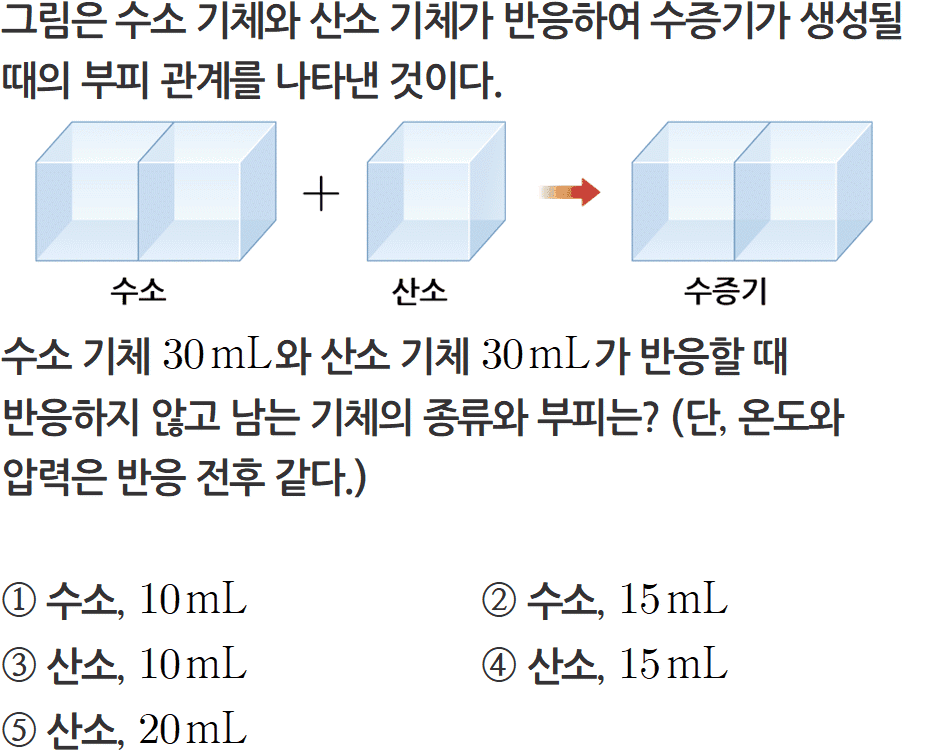 그림은 수소 기체와 산소 기체가 반응하여 수증기가 생성될
때의 부피 관계를 나타낸 것이다.
+
수소 산소 수증기
수소 기체 30 mL와 산소 기체 30 mL가 반응할 때
반응하지 않고 남는 기체의 종류와 부피는? (단, 온도와
압력은 반응 전후 같다.)
① 수소, 10 mL ② 수소, 15 mL
③ 산소, 10 mL ④ 산소, 15 mL
⑤ 산소, 20 mL